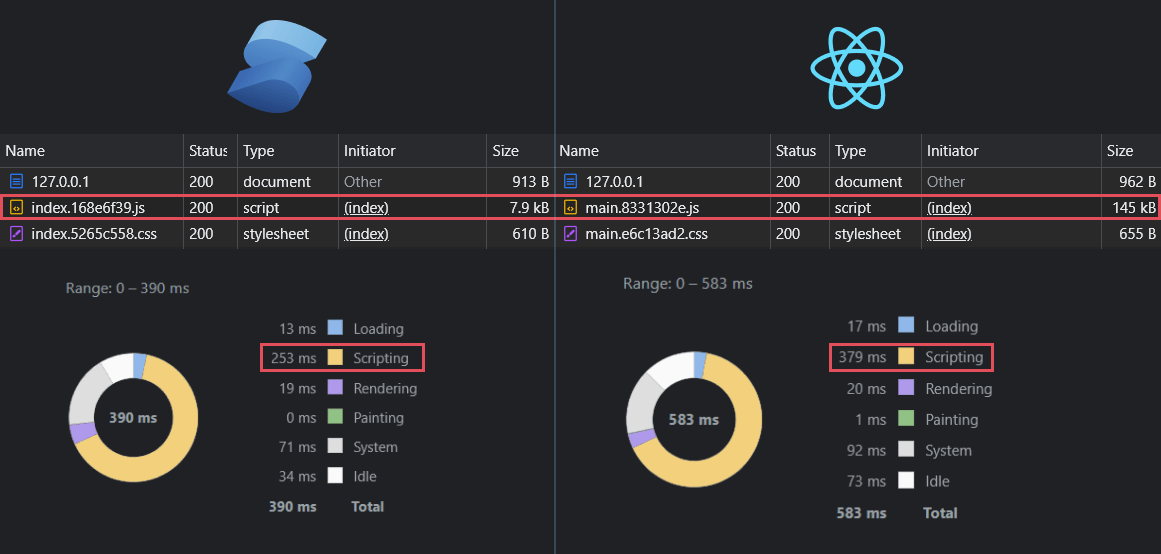 Name Status Type Initiator Size
127.0.0.1 200 document Other 913 B
index.168e6f39.js 200 script (index) 7.9 kB
index.5265c558.css 200 stylesheet (index) 610 B
Range: 0 – 390 ms
13 ms Loading
253 ms Scripting
19 ms Rendering
0 ms Painting
71 ms System
34 ms Idle
390 ms Total
390 ms
Name Status Type Initiator Size
127.0.0.1 200 document Other 962 B
main.8331302e.js 200 script (index) 145 kB
main.e6c13ad2.css 200 stylesheet (index) 655 B
Range: 0 – 583 ms
17 ms Loading
379 ms Scripting
20 ms Rendering
1 ms Painting
92 ms System
73 ms Idle
583 ms Total
583 ms